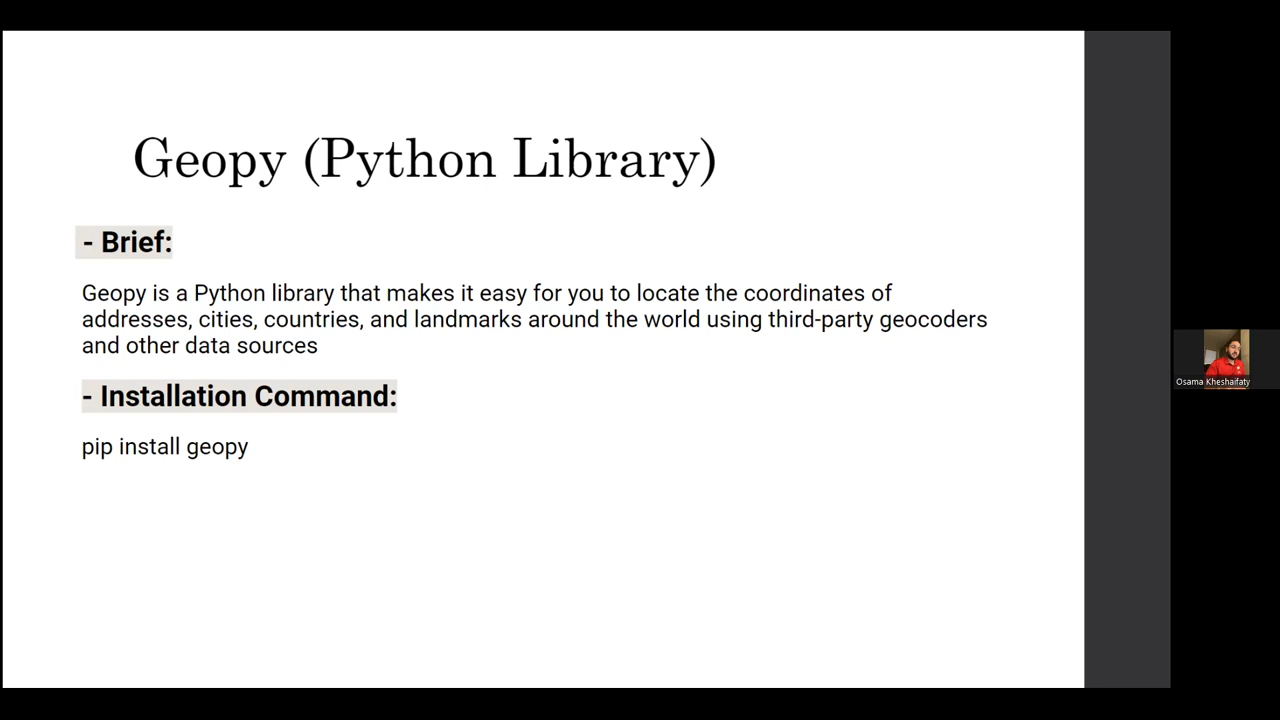 Geopy (Python Library)
- Brief:
Geopy is a Python library that makes it easy for you to locate the coordinates of
addresses, cities, countries, and landmarks around the world using third-party geocoders
and other data sources
- Installation Command:
pip install geopy
Osama Kheshaifaty